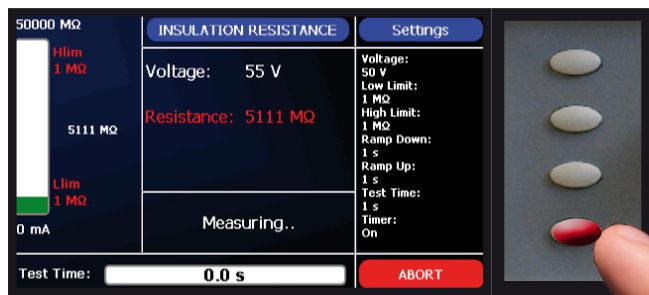 50000 MΩ
Hlim
1 MΩ
5111 MΩ
Llim
1 MΩ
0 mA
INSULATION RESISTANCE
Voltage: 55 V
Resistance: 5111 MΩ
Measuring..
Settings
Voltage:
50 V
Low Limit:
1 MΩ
High Limit:
1 MΩ
Ramp Down:
1 s
Ramp Up:
1 s
Test Time:
1 s
Timer:
On
Test Time: 0.0 s
ABORT